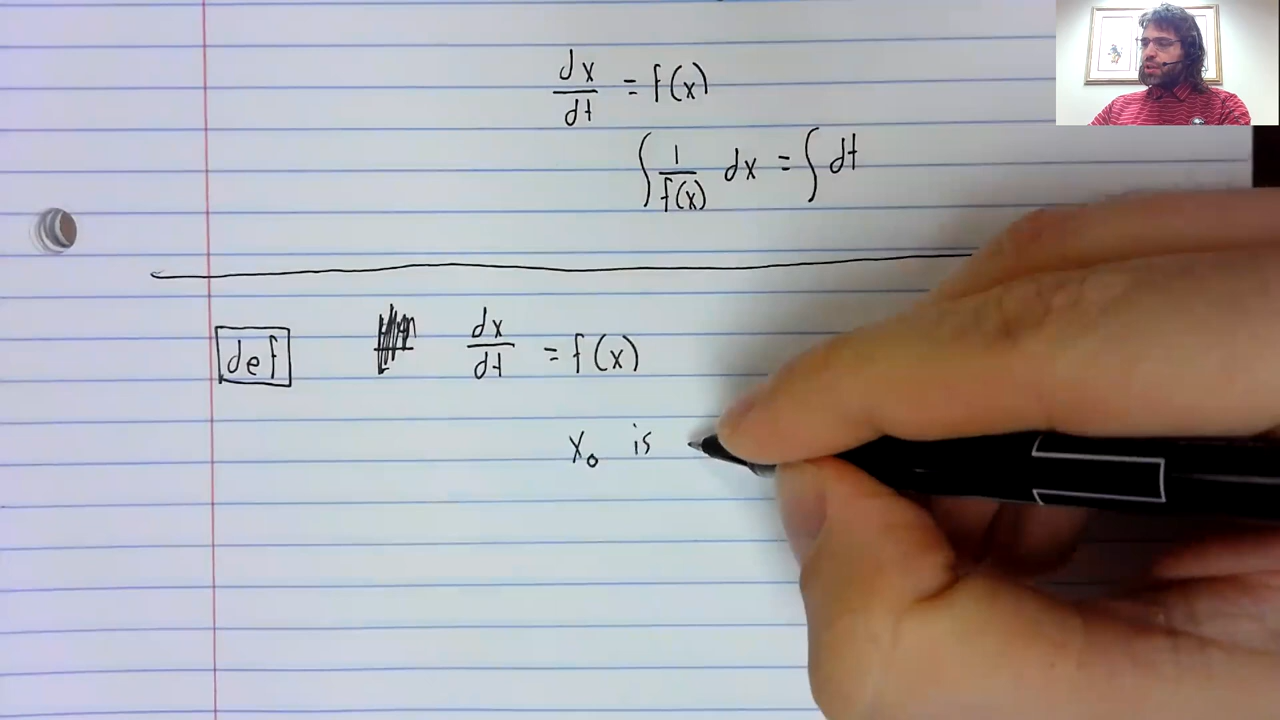 dx/dt = f(x)
∫ 1/f(x) dx = ∫ dt
def dx/dt = f(x)
x₀ is